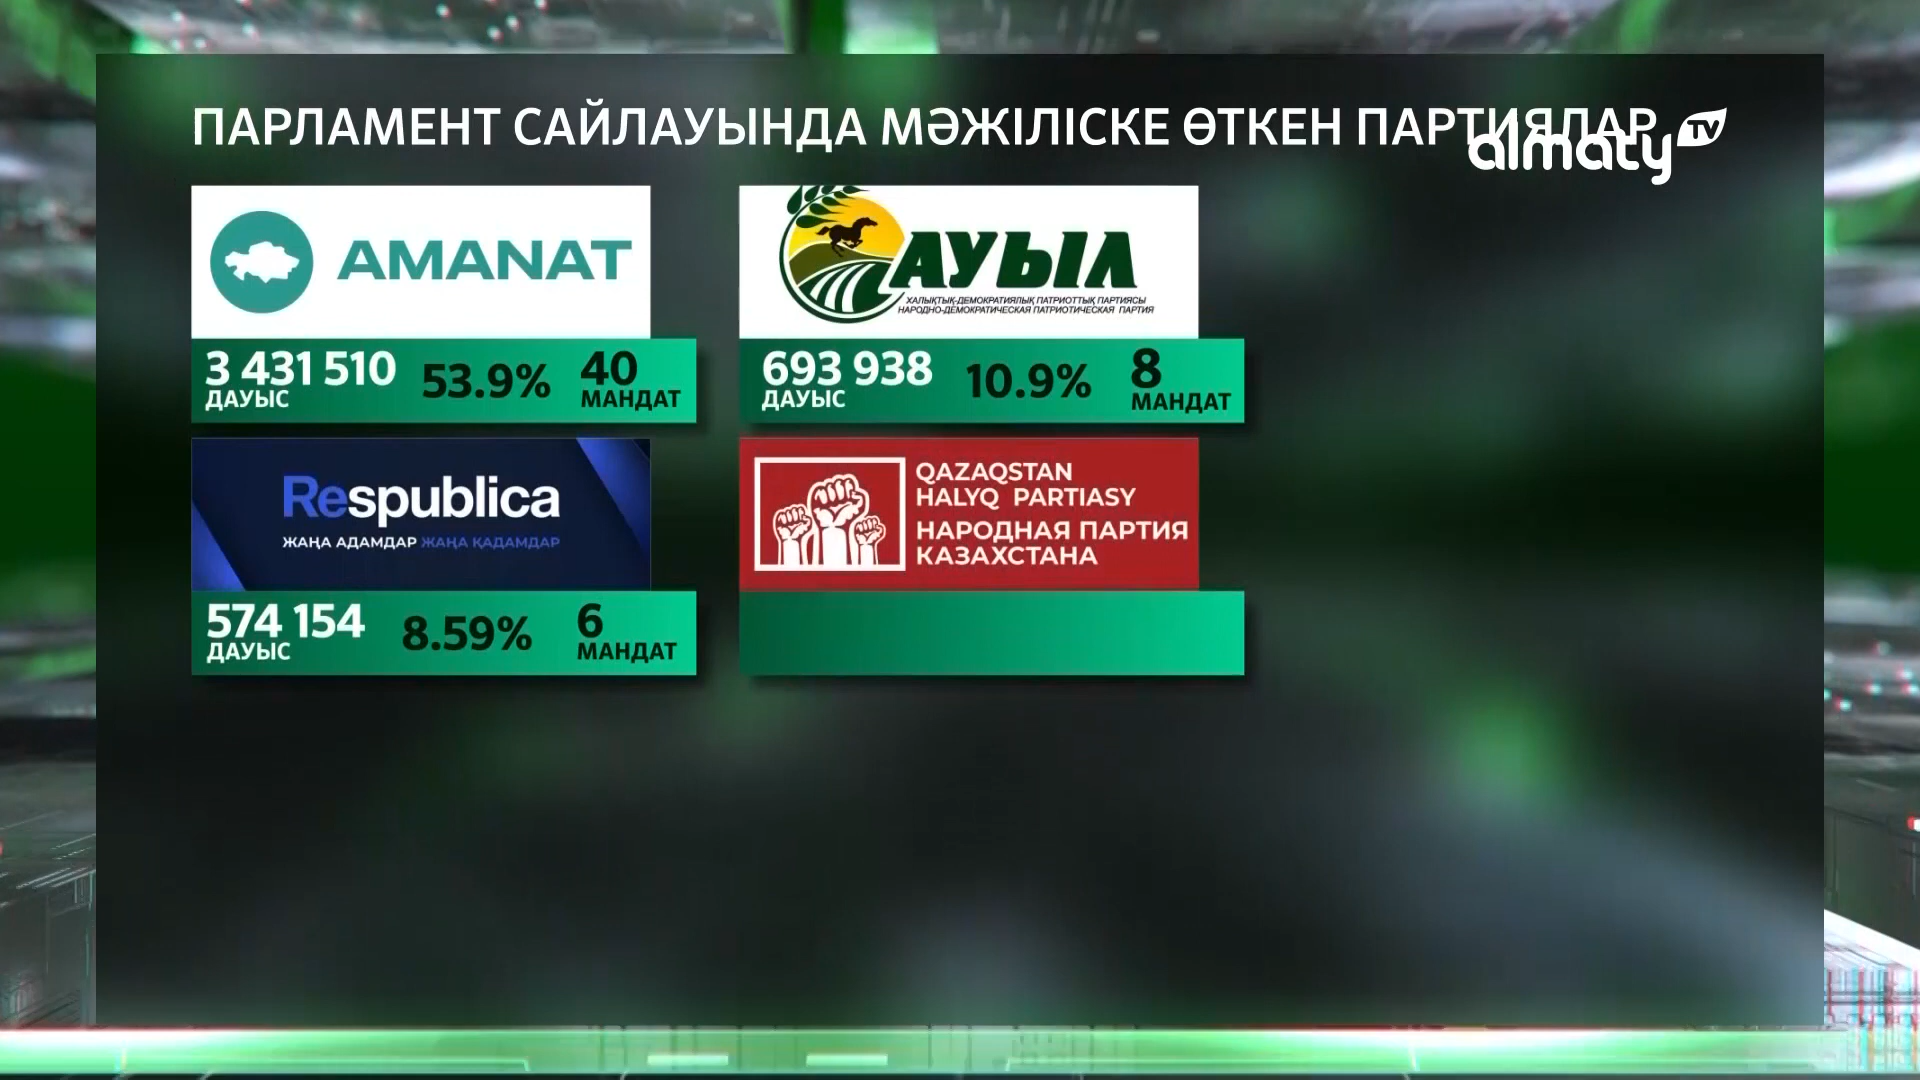 ПАРЛАМЕНТ САЙЛАУЫНДА МӘЖІЛІСКЕ ӨТКЕН ПАРТИЯЛАР
almaty TV
AMANAT
3 431 510
ДАУЫС
53.9%
40
МАНДАТ
АУЫЛ
ХАЛЫҚТЫҚ-ДЕМОКРАТИЯЛЫҚ ПАТРИОТТЫҚ ПАРТИЯСЫ
НАРОДНО-ДЕМОКРАТИЧЕСКАЯ ПАТРИОТИЧЕСКАЯ ПАРТИЯ
693 938
ДАУЫС
10.9%
8
МАНДАТ
Respublica
ЖАҢА АДАМДАР ЖАҢА ҚАДАМДАР
574 154
ДАУЫС
8.59%
6
МАНДАТ
QAZAQSTAN
HALYQ PARTIASY
НАРОДНАЯ ПАРТИЯ
КАЗАХСТАНА